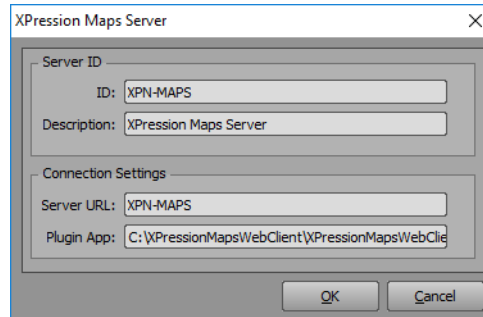 XPression Maps Server
Server ID
ID: XPN-MAPS
Description: XPression Maps Server
Connection Settings
Server URL: XPN-MAPS
Plugin App: C:\XPressionMapsWebClient\XPressionMapsWebClie
OK Cancel